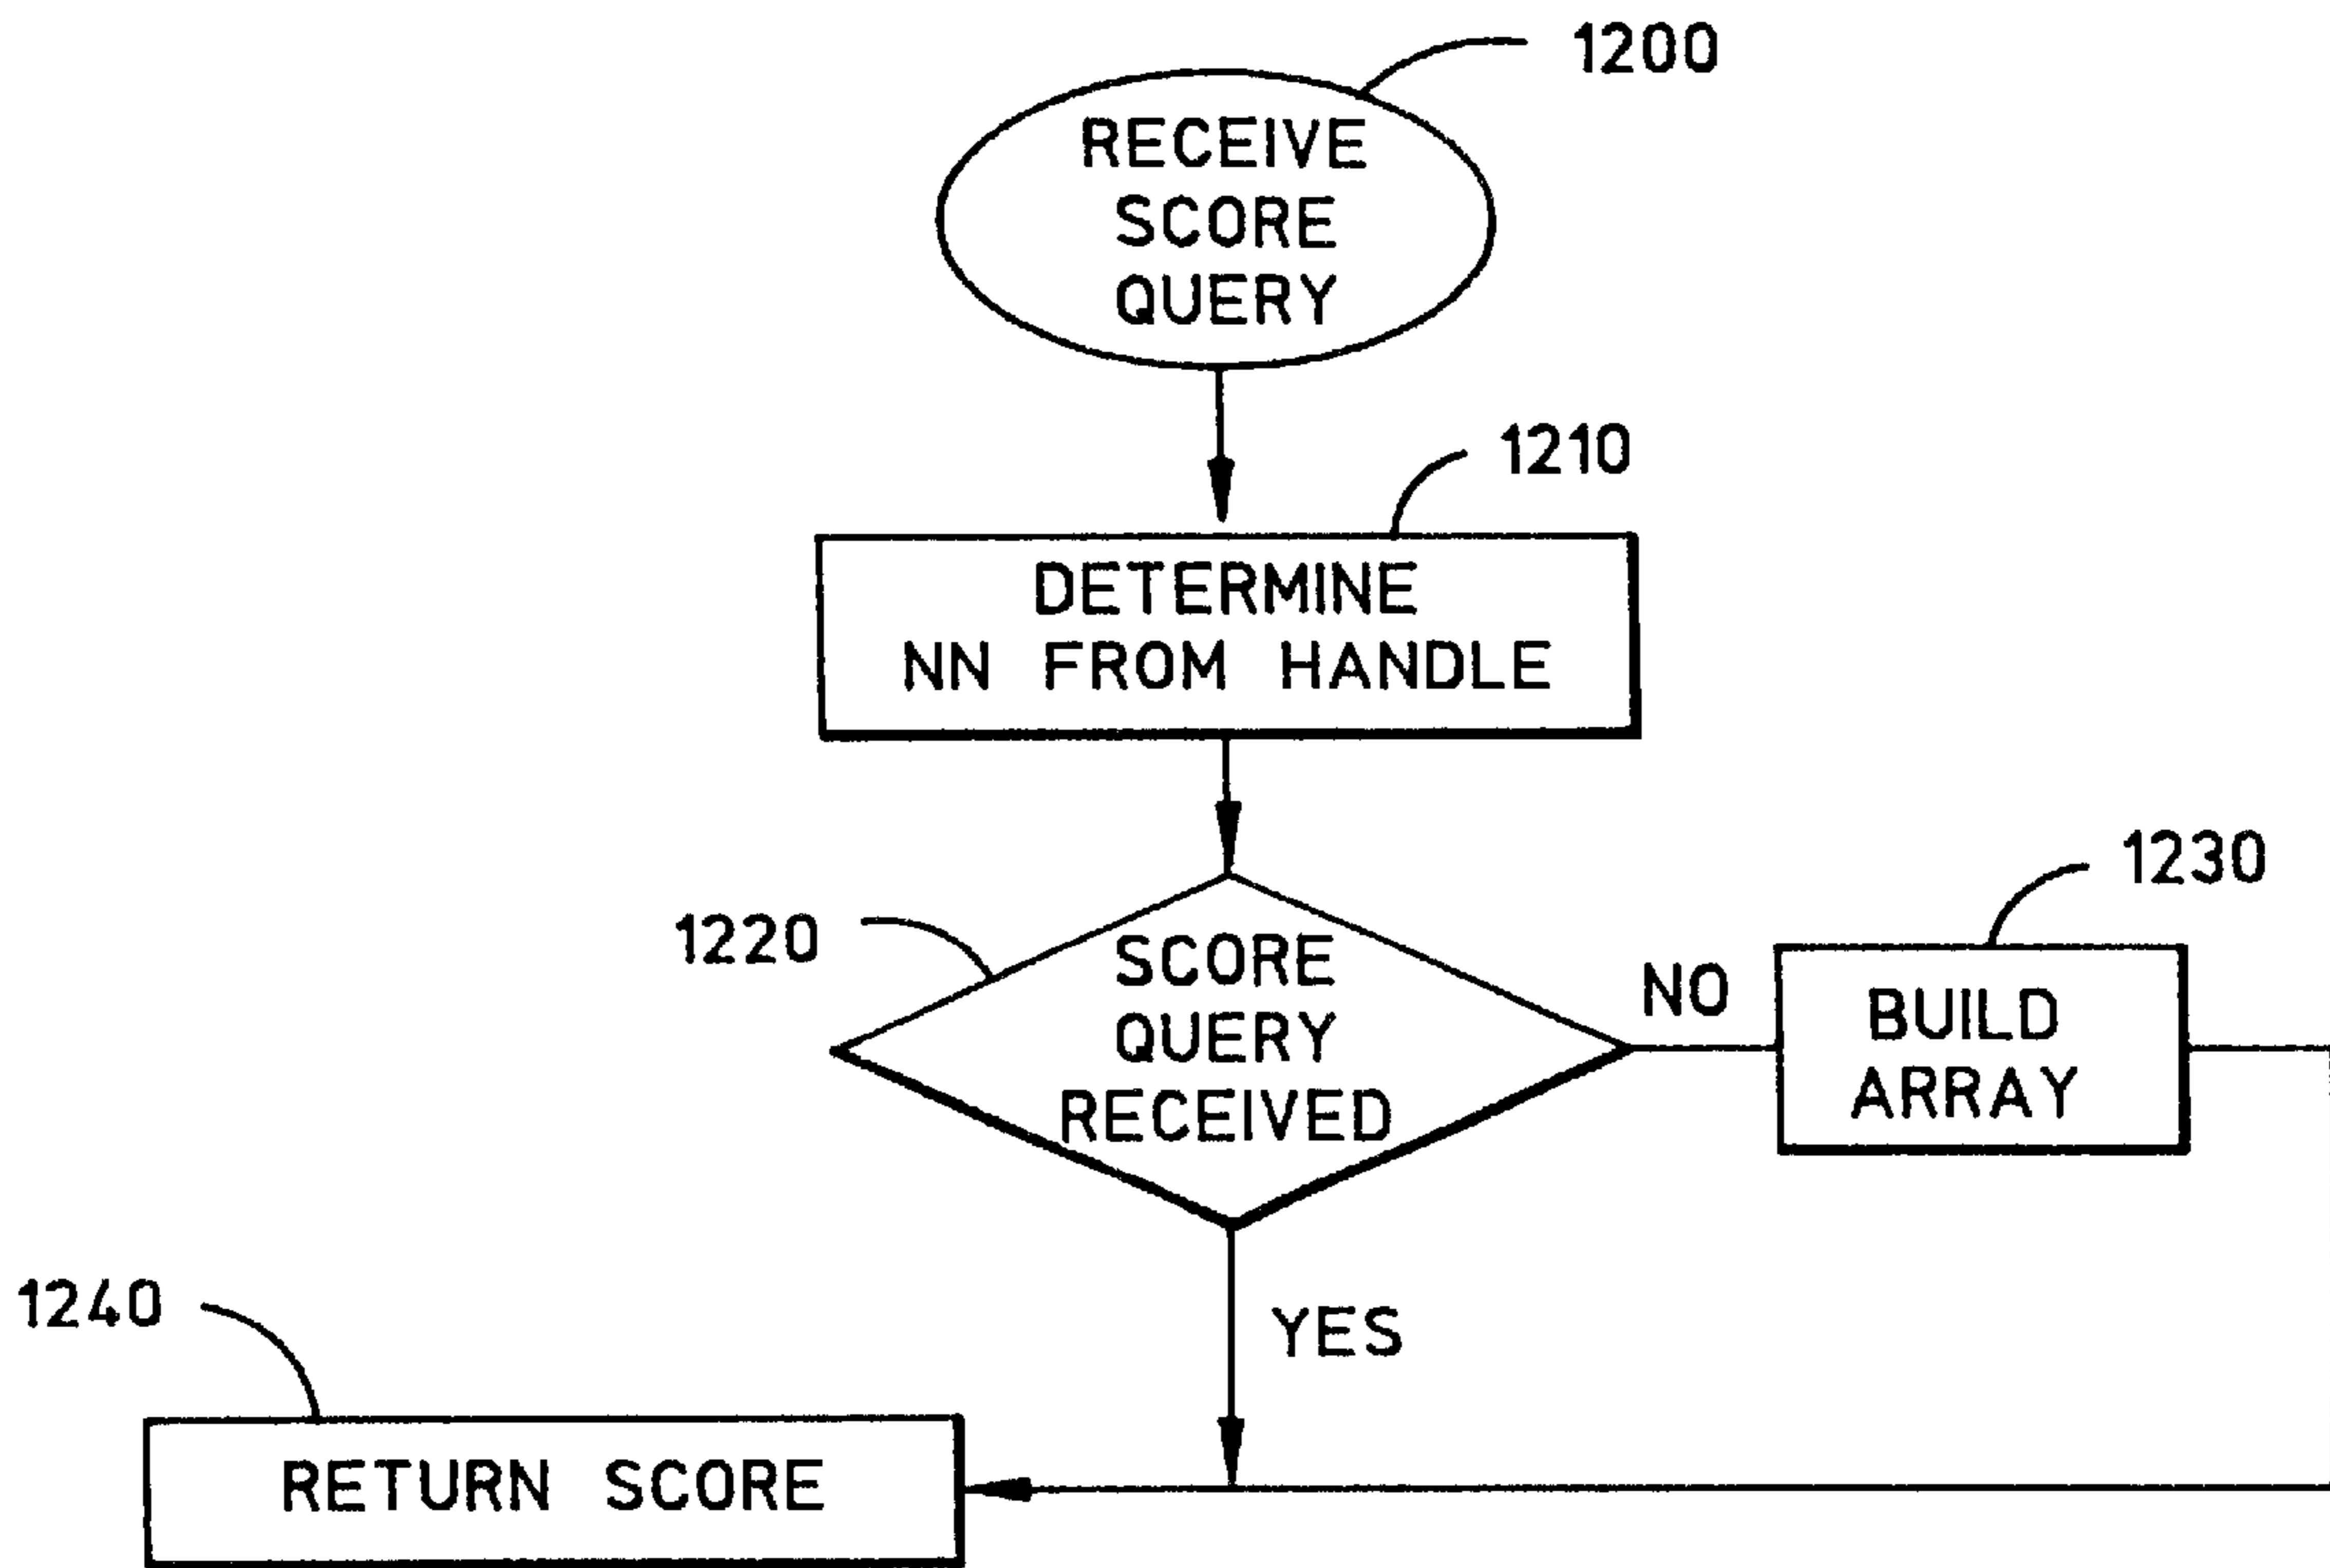 1200
RECEIVE
SCORE
QUERY
1210
DETERMINE
NN FROM HANDLE
1220
SCORE
QUERY
RECEIVED
NO
1230
BUILD
ARRAY
YES
1240
RETURN SCORE